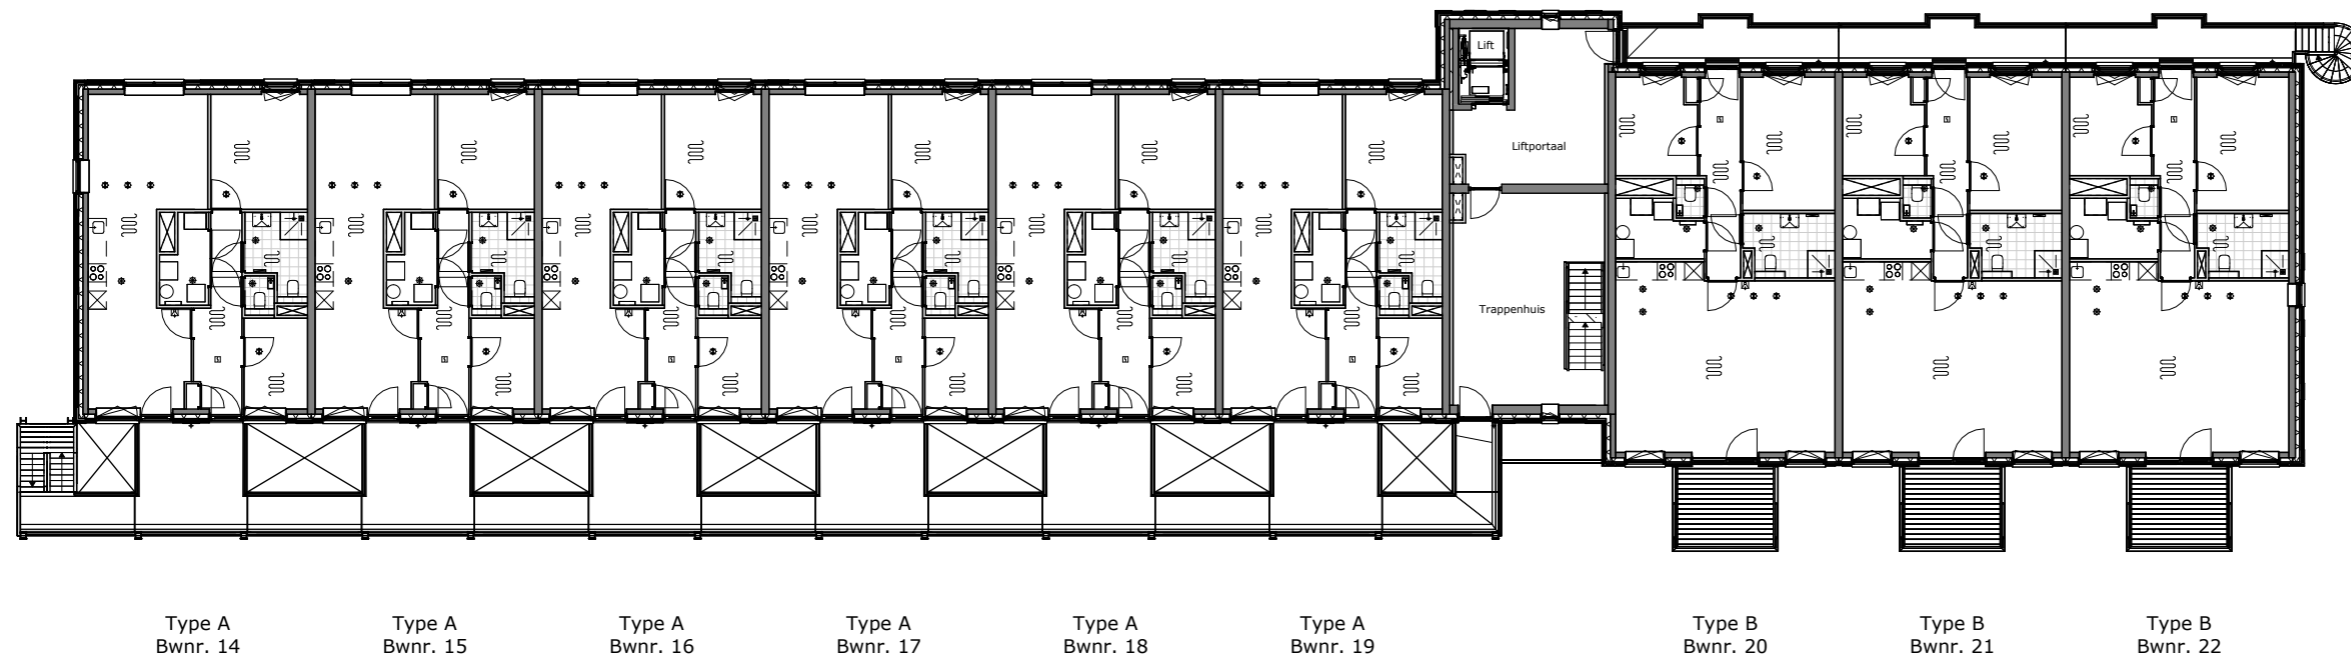 Lift
Liftportaal
Trappenhuis
Type A
Bwnr. 14
Type A
Bwnr. 15
Type A
Bwnr. 16
Type A
Bwnr. 17
Type A
Bwnr. 18
Type A
Bwnr. 19
Type B
Bwnr. 20
Type B
Bwnr. 21
Type B
Bwnr. 22